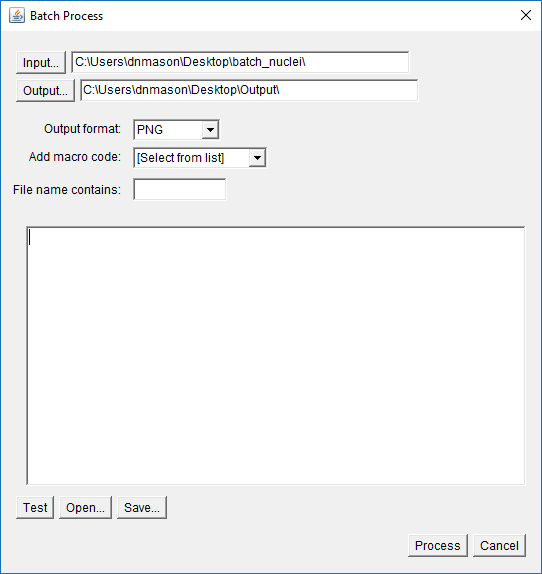 Batch Process
Input... C:\Users\dnmason\Desktop\batch_nuclei\
Output... C:\Users\dnmason\Desktop\Output\
Output format: PNG
Add macro code: [Select from list]
File name contains:
Test Open... Save...
Process Cancel